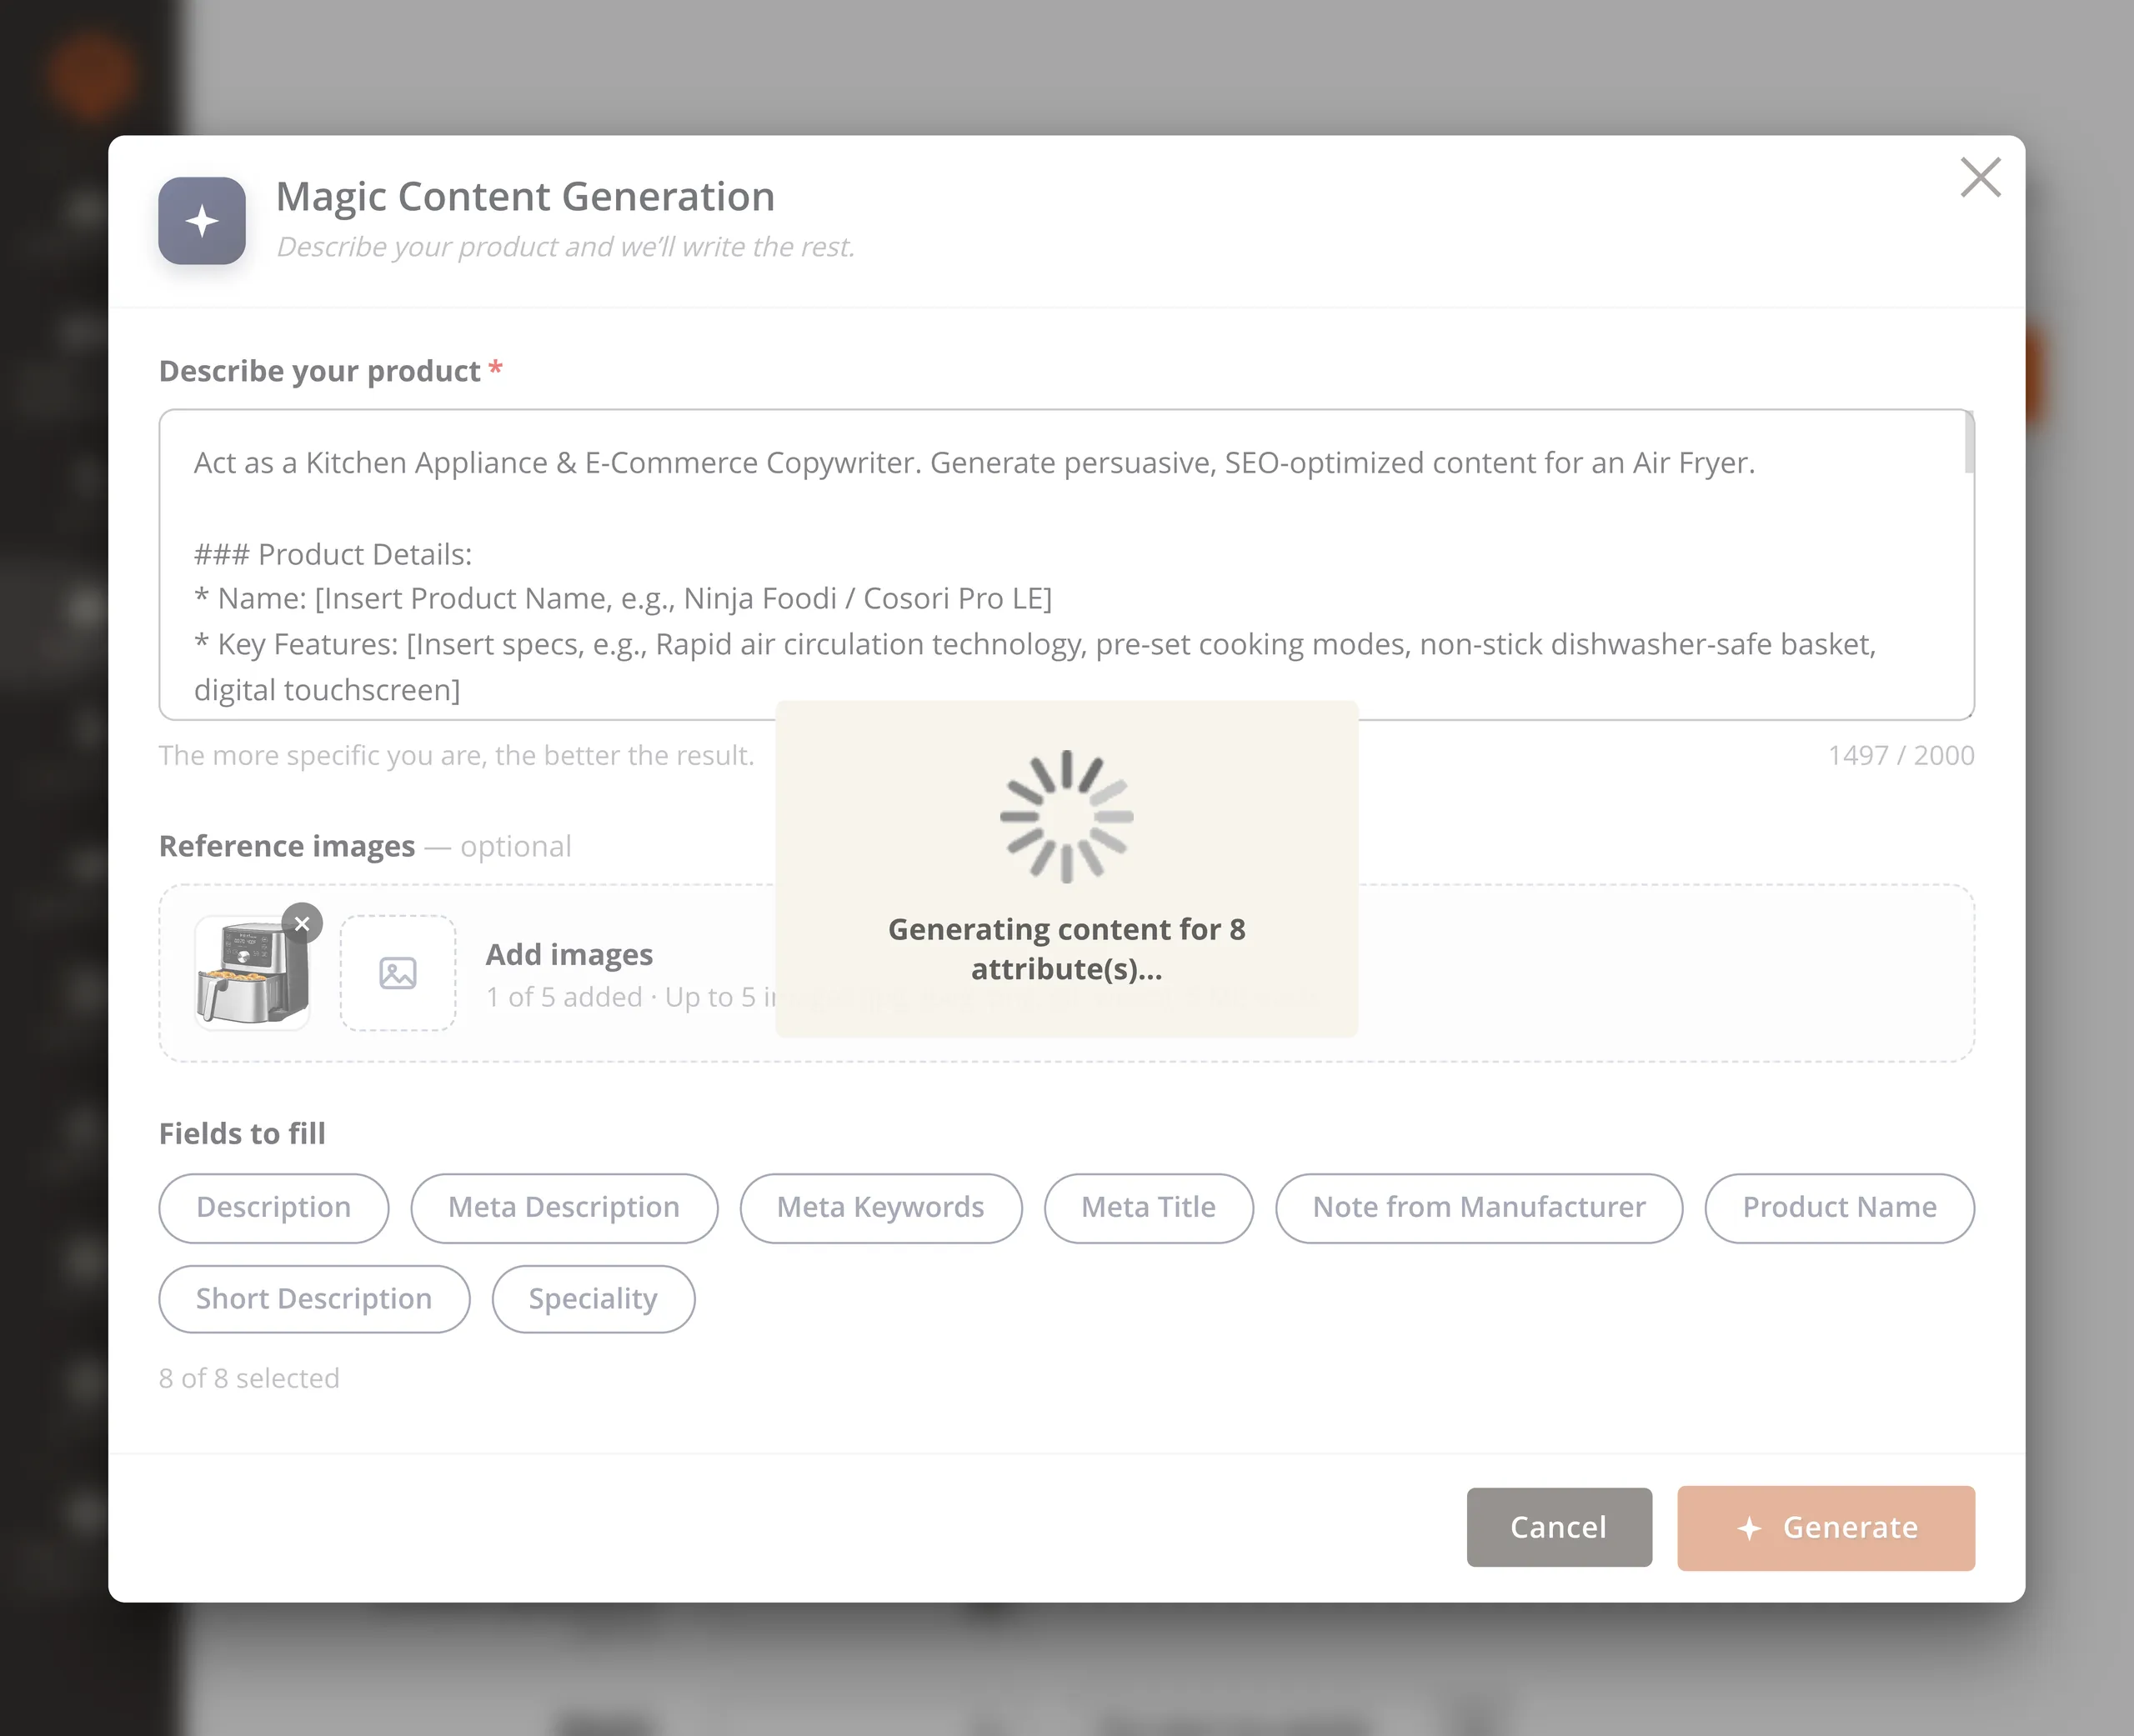 Magic Content Generation
Describe your product and we’ll write the rest.
Describe your product *
Act as a Kitchen Appliance & E-Commerce Copywriter. Generate persuasive, SEO-optimized content for an Air Fryer.
### Product Details:
* Name: [Insert Product Name, e.g., Ninja Foodi / Cosori Pro LE]
* Key Features: [Insert specs, e.g., Rapid air circulation technology, pre-set cooking modes, non-stick dishwasher-safe basket,
digital touchscreen]
The more specific you are, the better the result.
1497 / 2000
Reference images — optional
Add images
1 of 5 added · Up to 5
Generating content for 8
attribute(s)...
Fields to fill
Description
Meta Description
Meta Keywords
Meta Title
Note from Manufacturer
Product Name
Short Description
Speciality
8 of 8 selected
Cancel
Generate